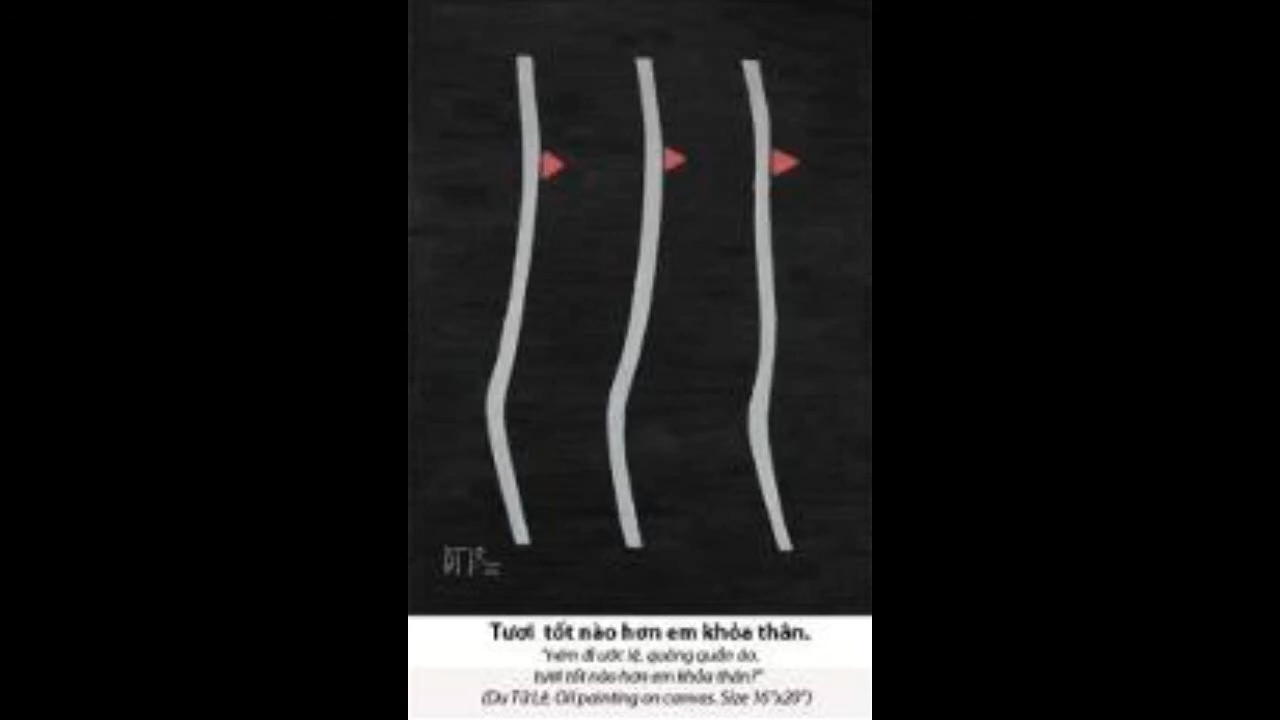 Tươi tốt nào hơn em khỏa thân.
"ném đi ước lệ, quăng quần áo.
tươi tốt nào hơn em khỏa thân?"
(Du Tử Lê, Oil painting on canvas. Size 16"x20")